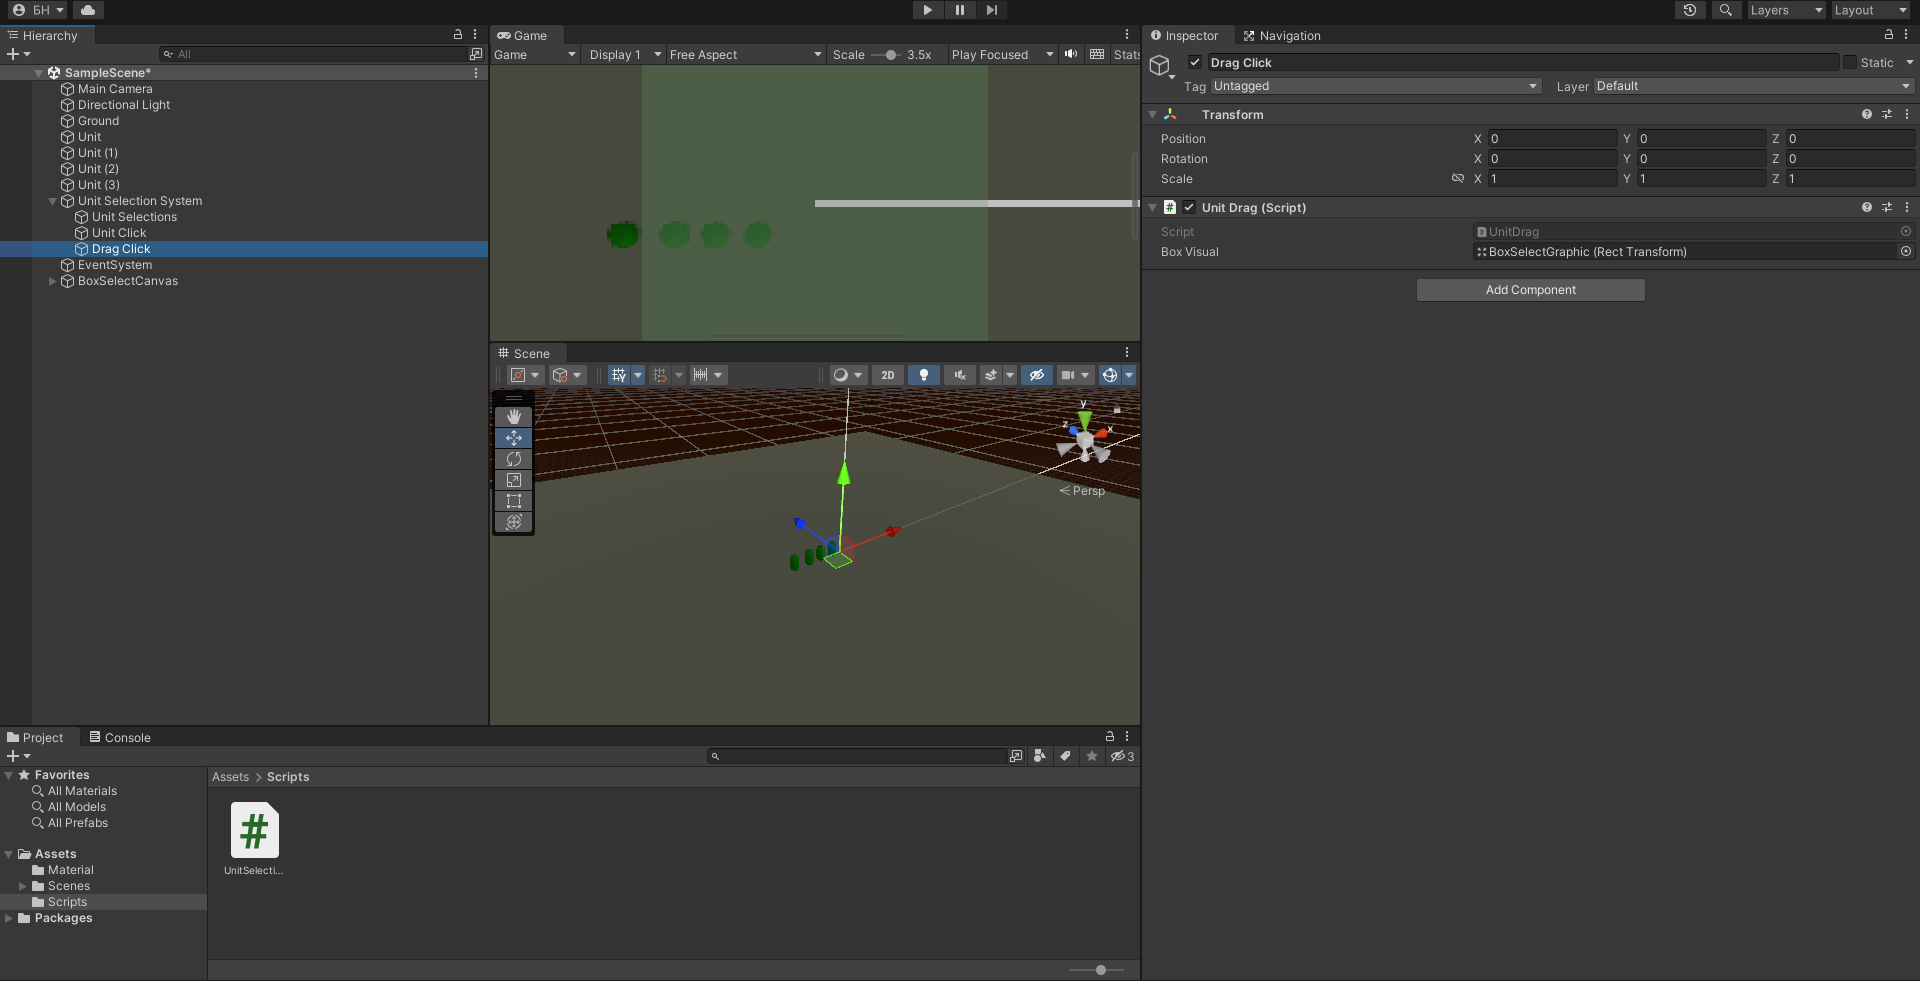 БН
Layers
Layout
Hierarchy
All
SampleScene*
Main Camera
Directional Light
Ground
Unit
Unit (1)
Unit (2)
Unit (3)
Unit Selection System
Unit Selections
Unit Click
Drag Click
EventSystem
BoxSelectCanvas
Game
Game
Display 1
Free Aspect
Scale
3.5x
Play Focused
Stats
Scene
2D
y
z
x
Persp
Inspector
Navigation
Drag Click
Static
Tag
Untagged
Layer
Default
Transform
Position X 0 Y 0 Z 0
Rotation X 0 Y 0 Z 0
Scale X 1 Y 1 Z 1
# Unit Drag (Script)
Script
UnitDrag
Box Visual
BoxSelectGraphic (Rect Transform)
Add Component
Project
Console
3
Favorites
All Materials
All Models
All Prefabs
Assets
Material
Scenes
Scripts
Packages
Assets > Scripts
#
UnitSelecti...